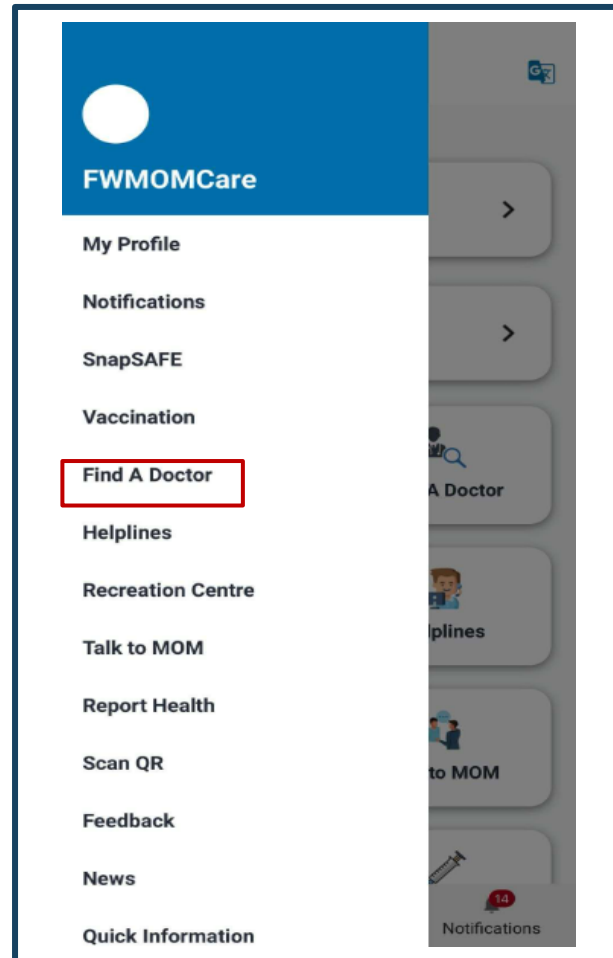 FWMOMCare
My Profile
Notifications
SnapSAFE
Vaccination
Find A Doctor
A Doctor
Helplines
Recreation Centre
lplines
Talk to MOM
Report Health
Scan QR
to MOM
Feedback
News
14
Quick Information
Notifications